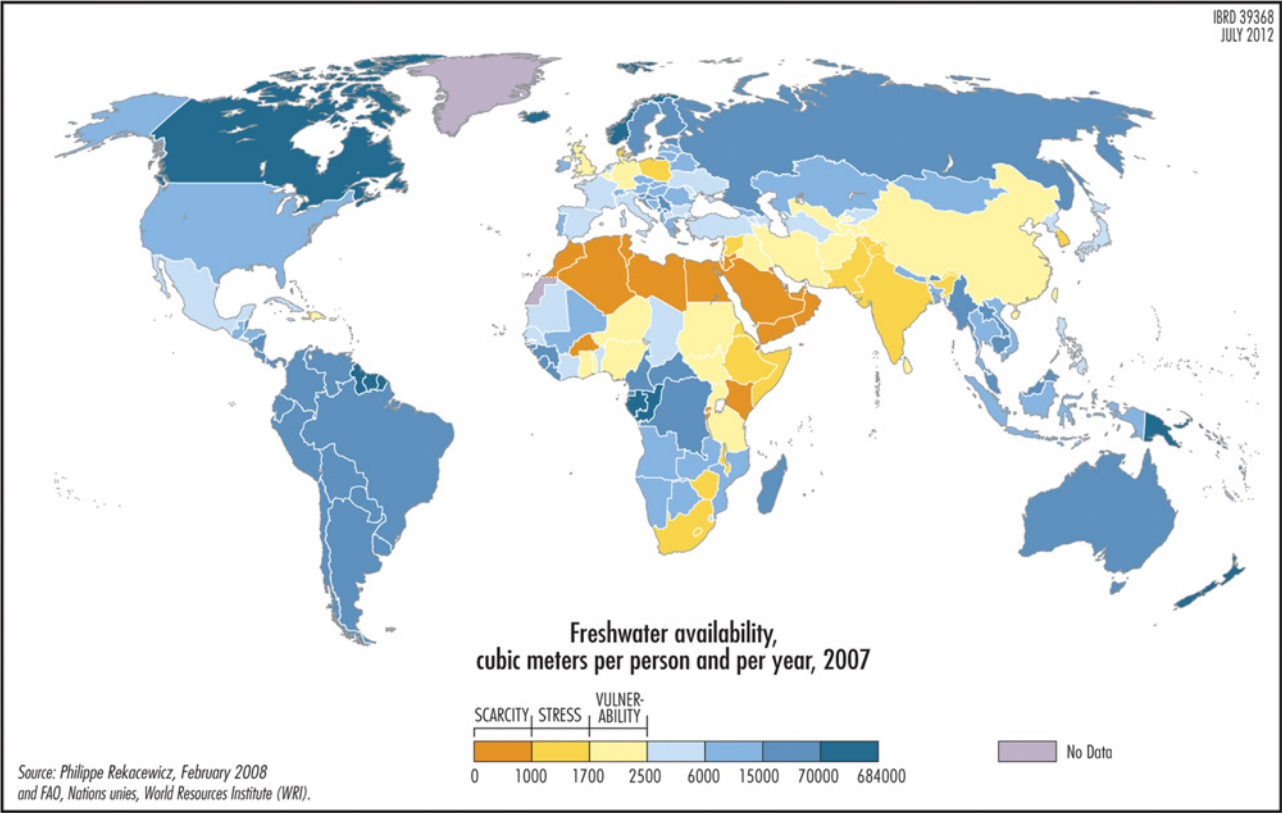 IBRD 39368
JULY 2012
Freshwater availability,
cubic meters per person and per year, 2007
VULNER-
SCARCITY STRESS ABILITY
0 1000 1700 2500 6000 15000 70000 684000
No Data
Source: Philippe Rekacewicz, February 2008
and FAO, Nations unies, World Resources Institute (WRI).